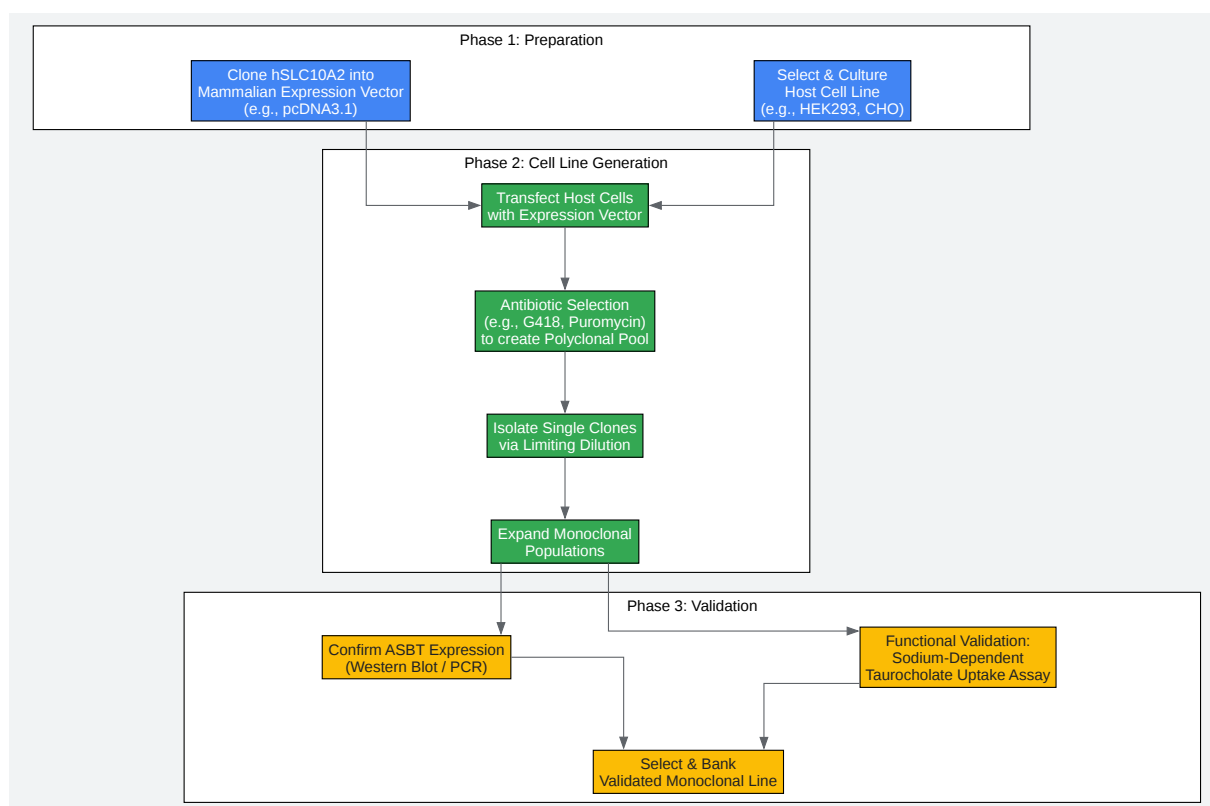 Phase 1: Preparation
Clone hSLC10A2 into
Mammalian Expression Vector
(e.g., pcDNA3.1)
Select & Culture
Host Cell Line
(e.g., HEK293, CHO)
Phase 2: Cell Line Generation
Transfect Host Cells
with Expression Vector
Antibiotic Selection
(e.g., G418, Puromycin)
to create Polyclonal Pool
Isolate Single Clones
via Limiting Dilution
Expand Monoclonal
Populations
Phase 3: Validation
Confirm ASBT Expression
(Western Blot / PCR)
Functional Validation:
Sodium-Dependent
Taurocholate Uptake Assay
Select & Bank
Validated Monoclonal Line